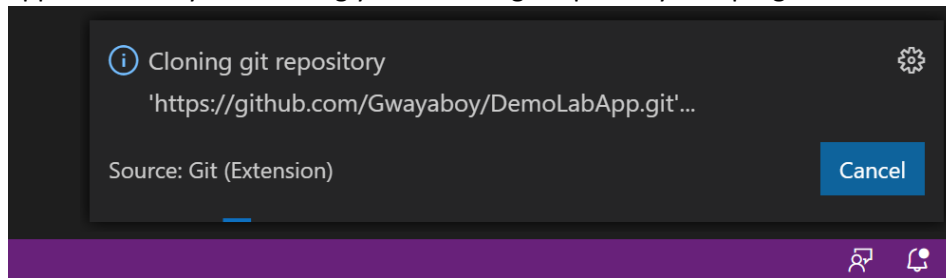 Cloning git repository
'https://github.com/Gwayaboy/DemoLabApp.git'...
Source: Git (Extension)
Cancel